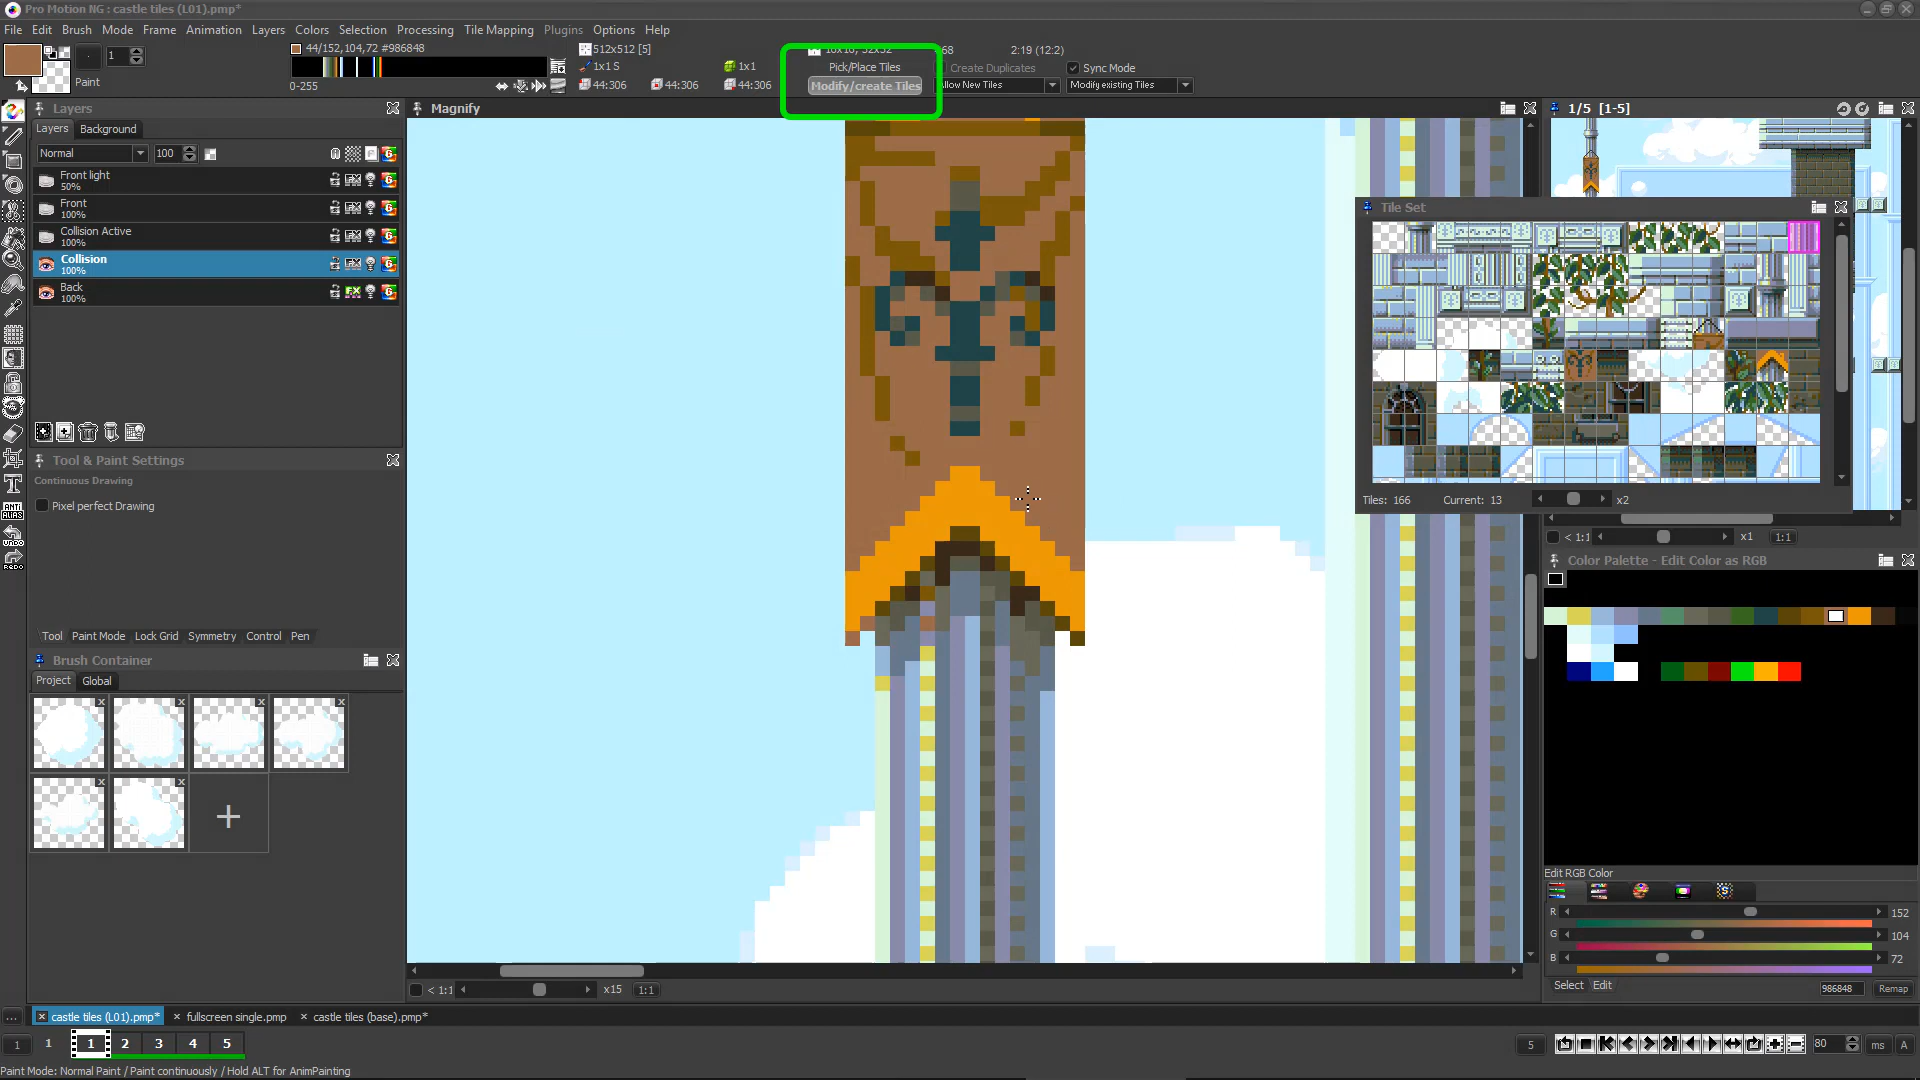 Pro Motion NG : castle tiles (L01).pmp*
File Edit Brush Mode Frame Animation Layers Colors Selection Processing Tile Mapping Plugins Options Help
1
Paint
44/152,104,72 #986848
0-255
512x512 [5]
1x1 S
44:306
44:306
1x1
44:306
16x16, 32x32
68
2:19 (12:2)
Pick/Place Tiles
Create Duplicates
Sync Mode
Modify/create Tiles
Allow New Tiles
Modify existing Tiles
Layers
Layers Background
Normal 100
Front light
50%
Front
100%
Collision Active
100%
Collision
100%
Back
100%
Tool & Paint Settings
Continuous Drawing
Pixel perfect Drawing
Tool Paint Mode Lock Grid Symmetry Control Pen
Brush Container
Project Global
Magnify
< 1:1 x15 1:1
1/5 [1-5]
Tile Set
Tiles: 166 Current: 13 x2
< 1:1 x1 1:1
Color Palette - Edit Color as RGB
Edit RGB Color
R 152
G 104
B 72
Select Edit 986848 Remap
ANTI ALIAS
UNDO
REDO
... castle tiles (L01).pmp* fullscreen single.pmp castle tiles (base).pmp*
1 1 1 2 3 4 5
5 80 ms A
Paint Mode: Normal Paint / Paint continuously / Hold ALT for AnimPainting